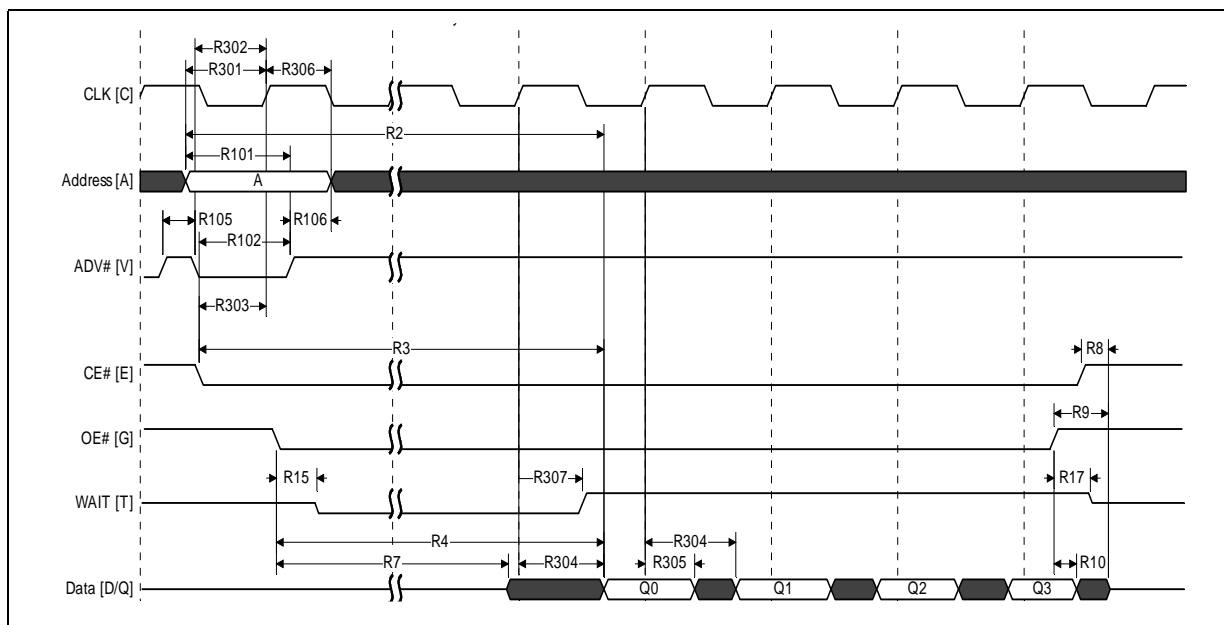 R302
R301 R306
CLK [C]
R2
R101
Address [A] A
R105 R106
R102
ADV# [V]
R303
R3
R8
CE# [E]
R9
OE# [G]
R15 R307 R17
WAIT [T]
R4 R304
R7 R304 R305 R10
Data [D/Q] Q0 Q1 Q2 Q3